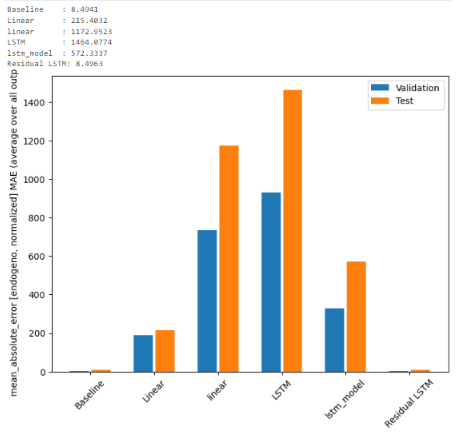 Baseline : 8.4941
Linear : 215.4032
linear : 1172.9523
LSTM : 1464.0774
lstm_model : 572.3337
Residual LSTM: 8.4963
mean_absolute_error [endogeno, normalized] MAE (average over all outp
1400
1200
1000
800
600
400
200
0
Validation
Test
Baseline
Linear
linear
LSTM
lstm_model
Residual LSTM